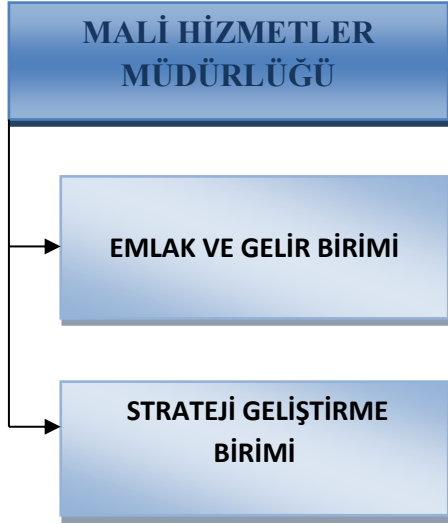 MALİ HİZMETLER
MÜDÜRLÜĞÜ
EMLAK VE GELİR BİRİMİ
STRATEJİ GELİŞTİRME
BİRİMİ